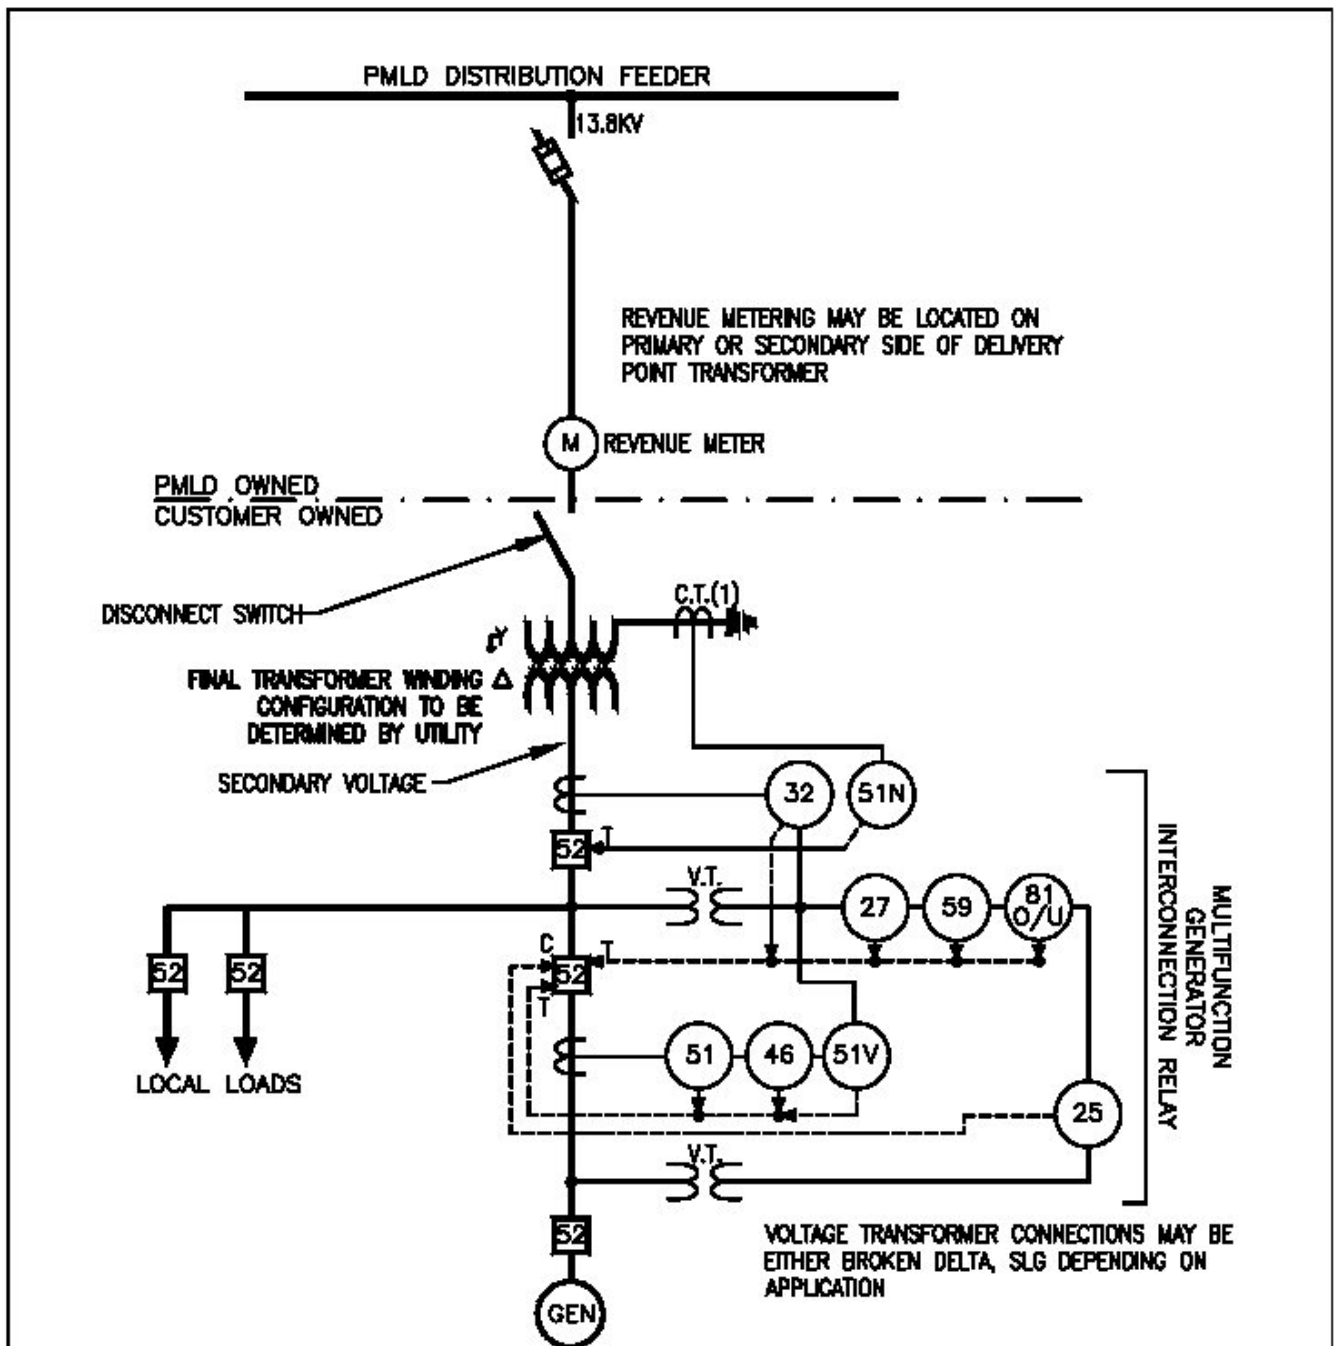 PMLD DISTRIBUTION FEEDER
13.8KV
REVENUE METERING MAY BE LOCATED ON
PRIMARY OR SECONDARY SIDE OF DELIVERY
POINT TRANSFORMER
M
REVENUE METER
PMLD OWNED
CUSTOMER OWNED
DISCONNECT SWITCH
C.T.(1)
Y
FINAL TRANSFORMER WINDING Δ
CONFIGURATION TO BE
DETERMINED BY UTILITY
SECONDARY VOLTAGE
32
51N
52
T
V.T.
27
59
81
O/U
52
52
C
T
52
T
51
46
51V
LOCAL LOADS
25
V.T.
52
GEN
MULTIFUNCTION
GENERATOR
INTERCONNECTION RELAY
VOLTAGE TRANSFORMER CONNECTIONS MAY BE
EITHER BROKEN DELTA, SLG DEPENDING ON
APPLICATION